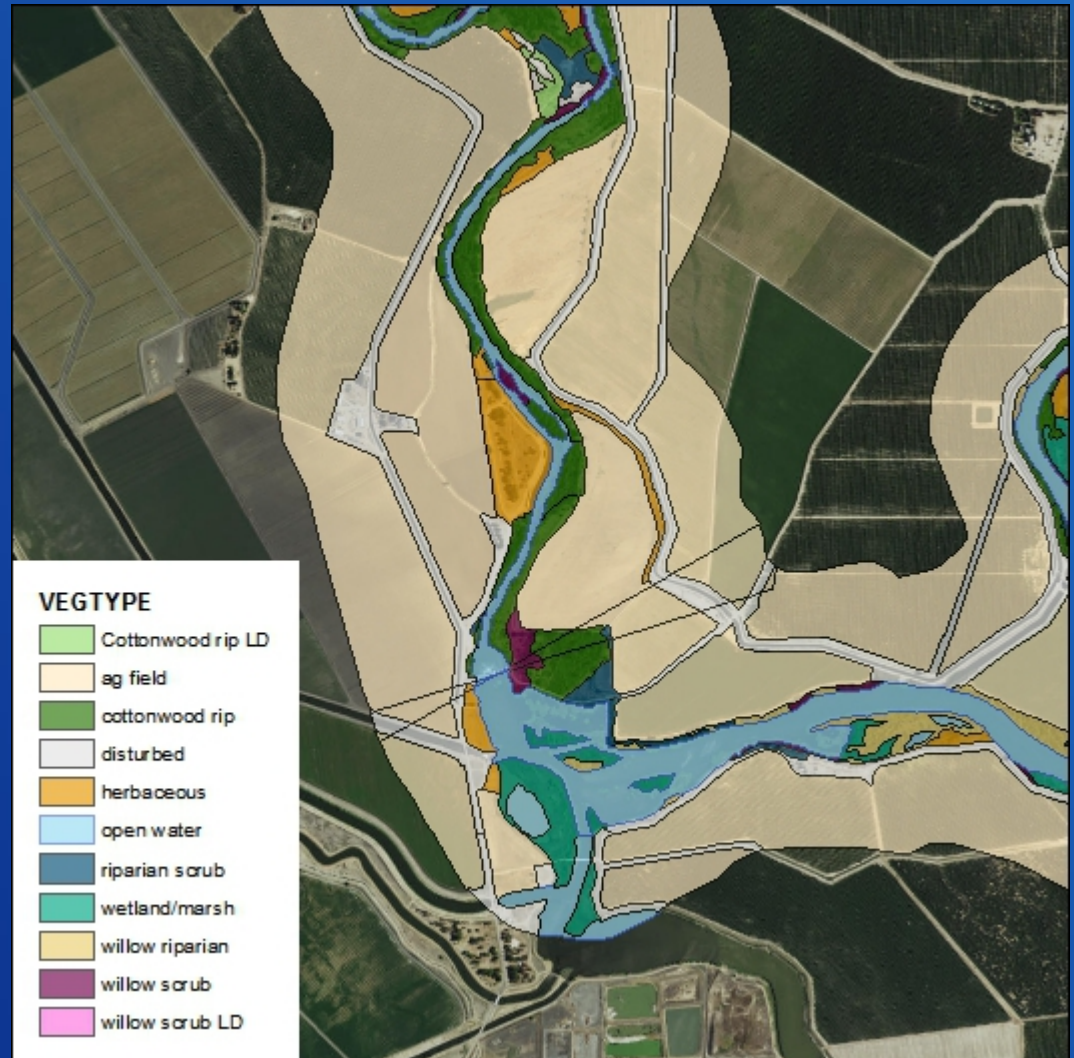 VEGTYPE
Cottonwood rip LD
ag field
cottonwood rip
disturbed
herbaceous
open water
riparian scrub
wetland/marsh
willow riparian
willow scrub
willow scrub LD